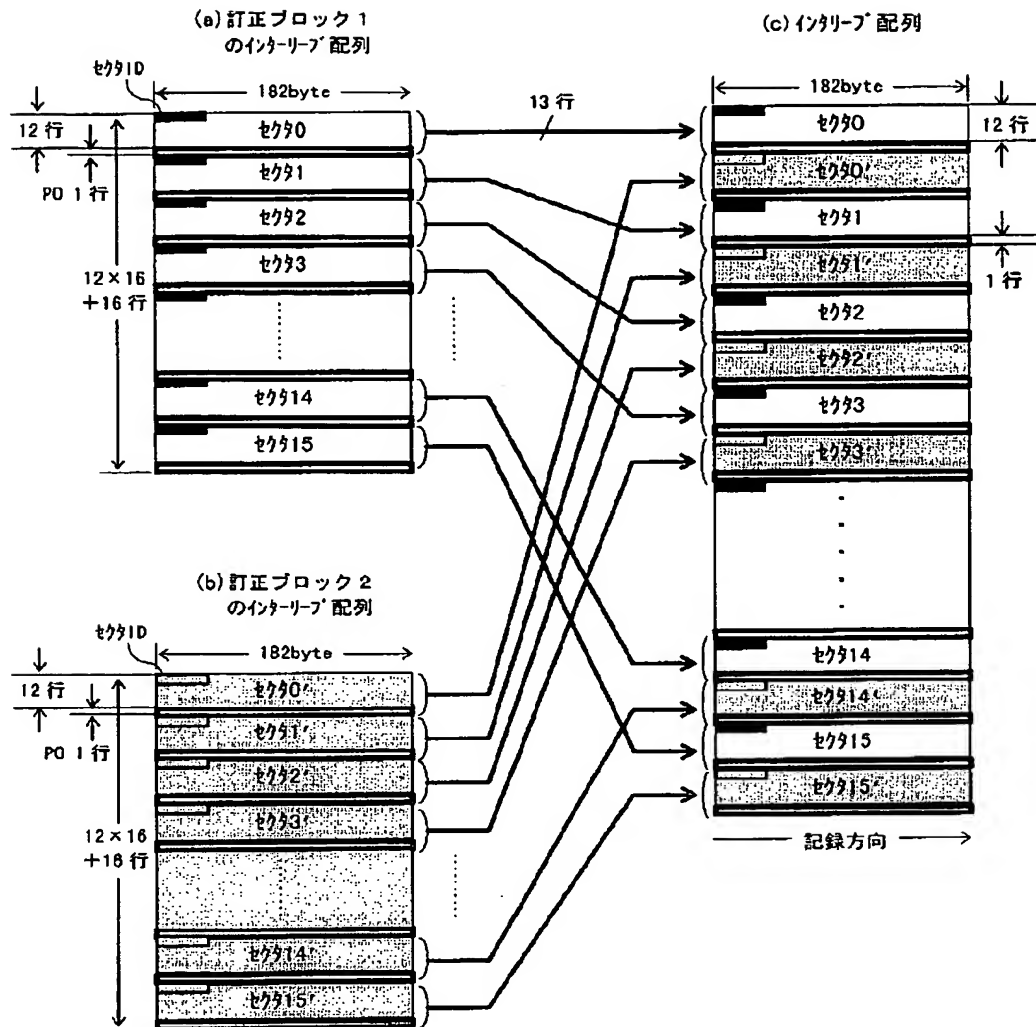 (a)訂正ブロック1
のインターリーブ配列
セクタID
182byte
12行
PO 1行
12×16
+16行
セクタ0
セクタ1
セクタ2
セクタ3
セクタ14
セクタ15
13行
(b)訂正ブロック2
のインターリーブ配列
セクタID
182byte
12行
PO 1行
12×16
+16行
セクタ0'
セクタ1'
セクタ2'
セクタ3'
セクタ14'
セクタ15'
(c)インタリーブ配列
182byte
12行
1行
セクタ0
セクタ0'
セクタ1
セクタ1'
セクタ2
セクタ2'
セクタ3
セクタ3'
セクタ14
セクタ14'
セクタ15
セクタ15'
記録方向